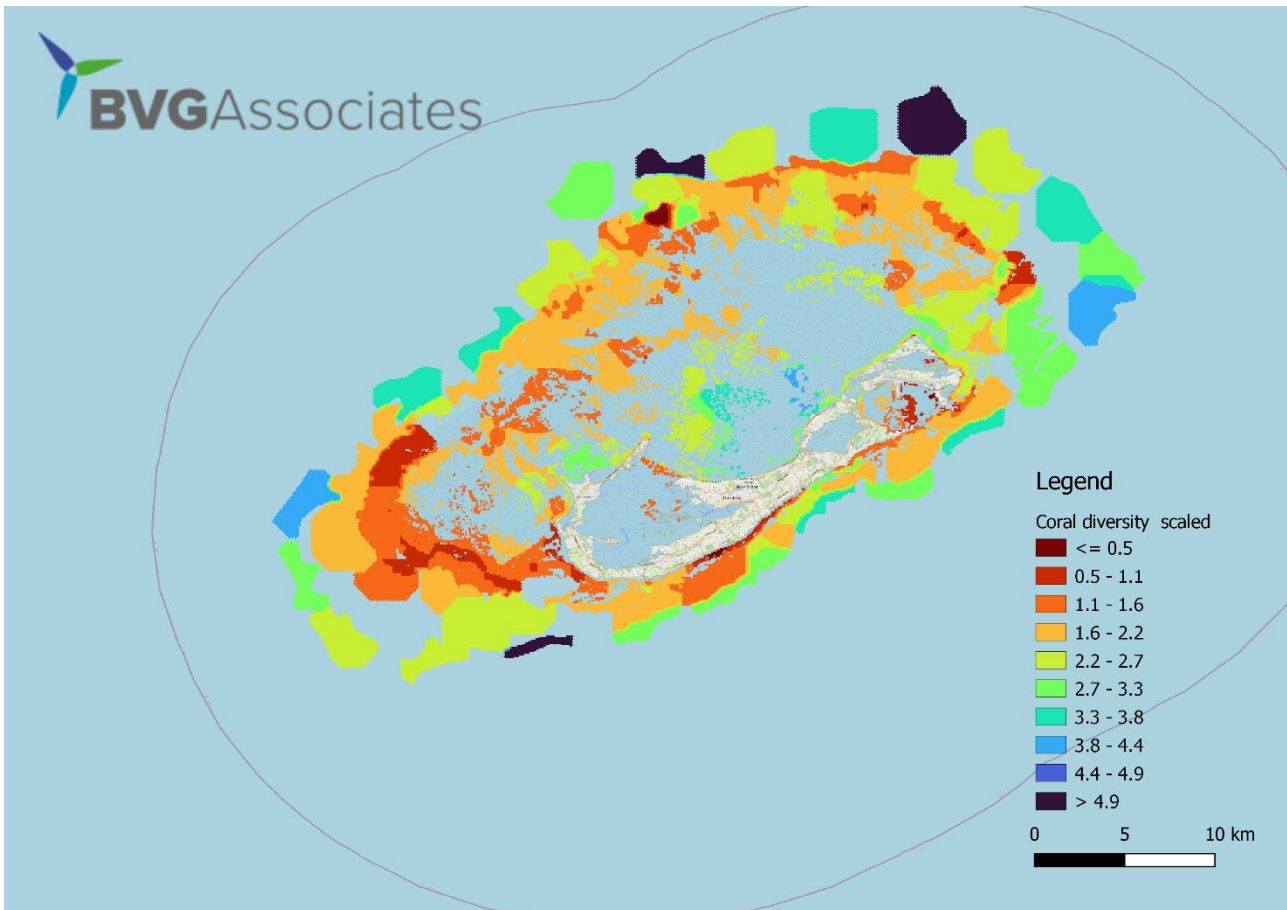 BVGAssociates
Legend
Coral diversity scaled
<= 0.5
0.5 - 1.1
1.1 - 1.6
1.6 - 2.2
2.2 - 2.7
2.7 - 3.3
3.3 - 3.8
3.8 - 4.4
4.4 - 4.9
> 4.9
0 5 10 km